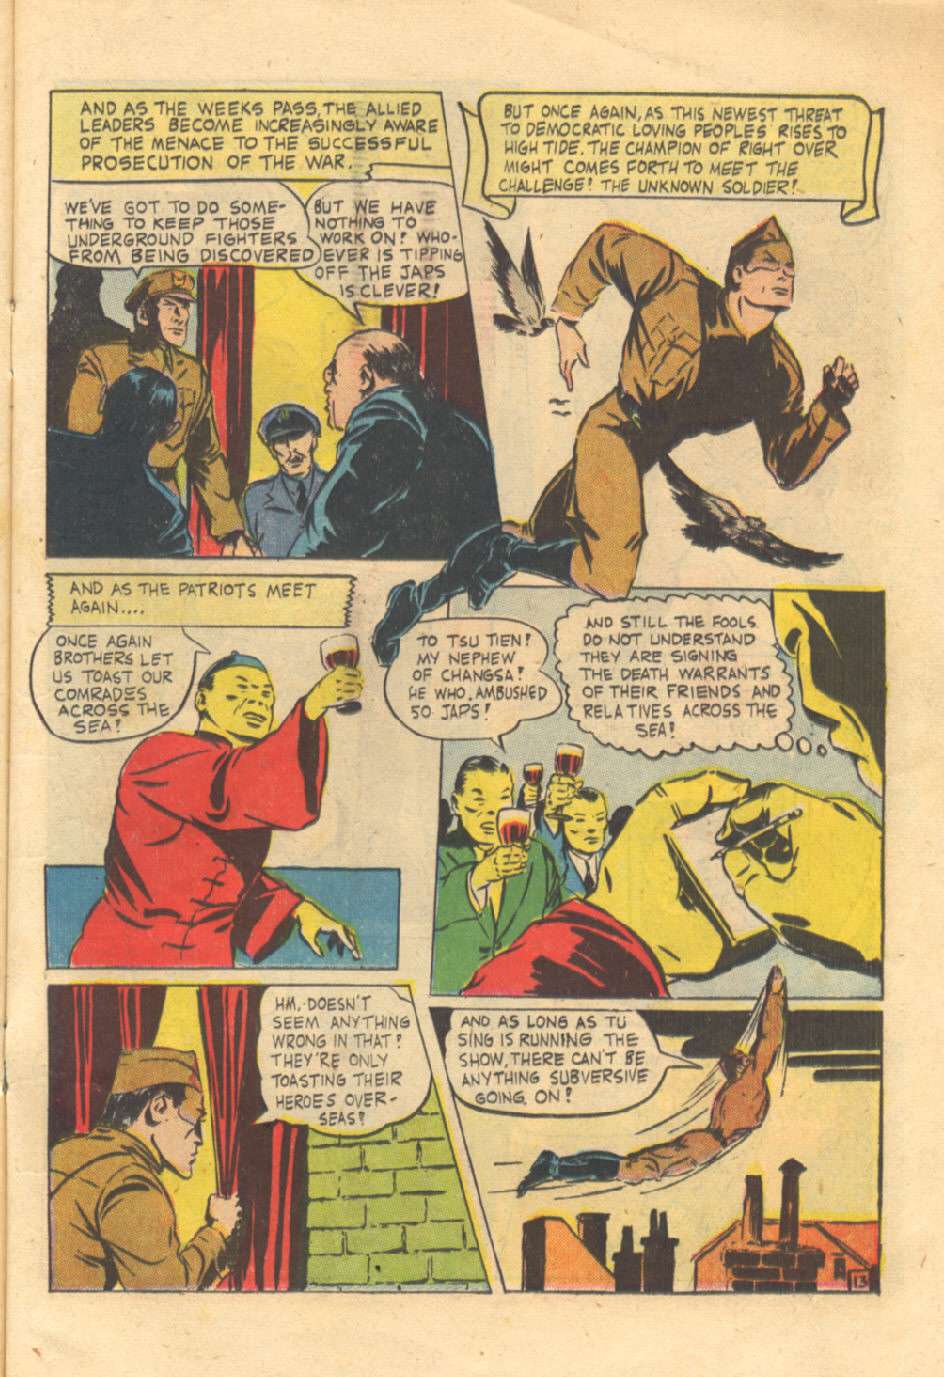 AND AS THE WEEKS PASS, THE ALLIED
LEADERS BECOME INCREASINGLY AWARE
OF THE MENACE TO THE SUCCESSFUL
PROSECUTION OF THE WAR.
WE'VE GOT TO DO SOME-
THING TO KEEP THOSE
UNDERGROUND FIGHTERS
FROM BEING DISCOVERED
BUT WE HAVE
NOTHING TO
WORK ON! WHO-
EVER IS TIPPING
OFF THE JAPS
IS CLEVER!
BUT ONCE AGAIN, AS THIS NEWEST THREAT
TO DEMOCRATIC LOVING PEOPLES RISES TO
HIGH TIDE. THE CHAMPION OF RIGHT OVER
MIGHT COMES FORTH TO MEET THE
CHALLENGE! THE UNKNOWN SOLDIER!
AND AS THE PATRIOTS MEET
AGAIN....
ONCE AGAIN
BROTHERS LET
US TOAST OUR
COMRADES
ACROSS THE
SEA!
TO TSU TIEN!
MY NEPHEW
OF CHANGSA!
HE WHO, AMBUSHED
50 JAPS!
AND STILL THE FOOLS
DO NOT UNDERSTAND
THEY ARE SIGNING
THE DEATH WARRANTS
OF THEIR FRIENDS AND
RELATIVES ACROSS THE
SEA!
HM, DOESN'T
SEEM ANYTHING
WRONG IN THAT!
THEY'RE ONLY
TOASTING THEIR
HEROES OVER-
SEAS!
AND AS LONG AS TU
SING IS RUNNING THE
SHOW, THERE CAN'T BE
ANYTHING SUBVERSIVE
GOING ON!
13